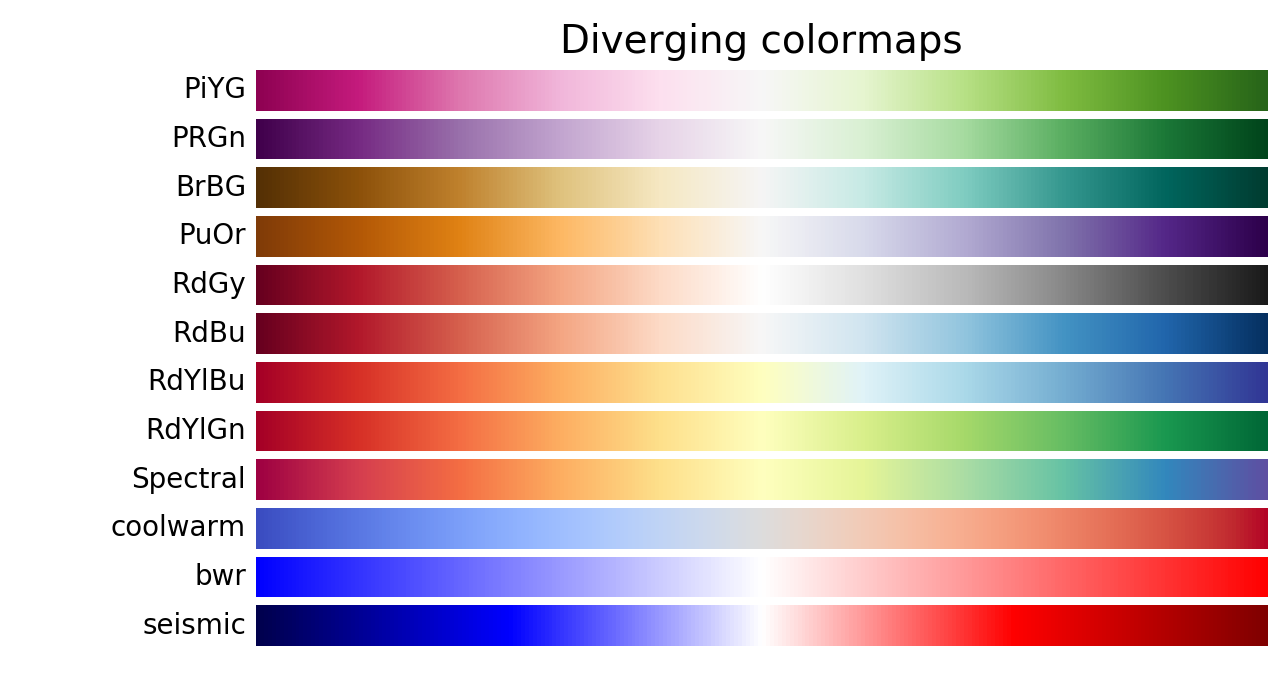 Diverging colormaps
PiYG
PRGn
BrBG
PuOr
RdGy
RdBu
RdYlBu
RdYlGn
Spectral
coolwarm
bwr
seismic